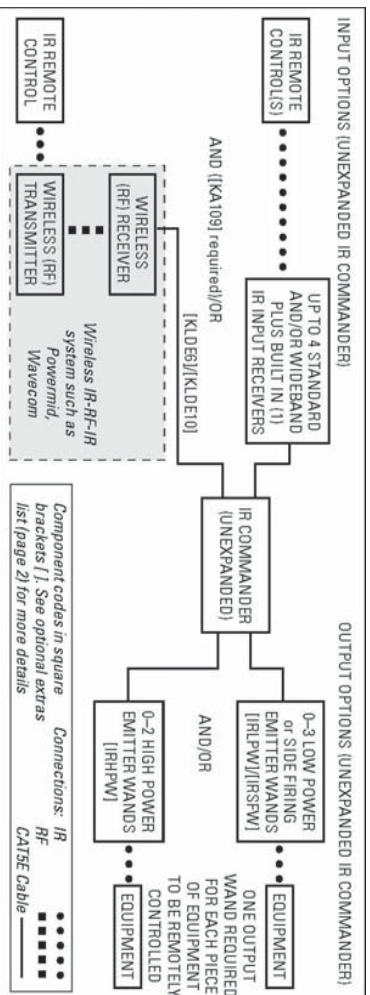 INPUT OPTIONS (UNEXPANDED IR COMMANDER)
OUTPUT OPTIONS (UNEXPANDED IR COMMANDER)
IR REMOTE
CONTROL(S)
UP TO 4 STANDARD
AND/OR WIDEBAND
PLUS BUILT IN (1)
IR INPUT RECEIVERS
AND ([KA109] required)/OR
[KLDE6]/[KLDE10]
WIRELESS
(RF) RECEIVER
WIRELESS (RF)
TRANSMITTER
IR REMOTE
CONTROL
Wireless IR-RF-IR
system such as
Powermid,
Wavecom
IR COMMANDER
(UNEXPANDED)
0–3 LOW POWER
or SIDE FIRING
EMITTER WANDS
[IRLPW]/[IRSFW]
EQUIPMENT
AND/OR
ONE OUTPUT
WAND REQUIRED
FOR EACH PIECE
OF EQUIPMENT
TO BE REMOTELY
CONTROLLED
0–2 HIGH POWER
EMITTER WANDS
[IRHPW]
EQUIPMENT
Component codes in square
brackets [ ]. See optional extras
list (page 2) for more details
Connections: IR
RF
CAT5E Cable